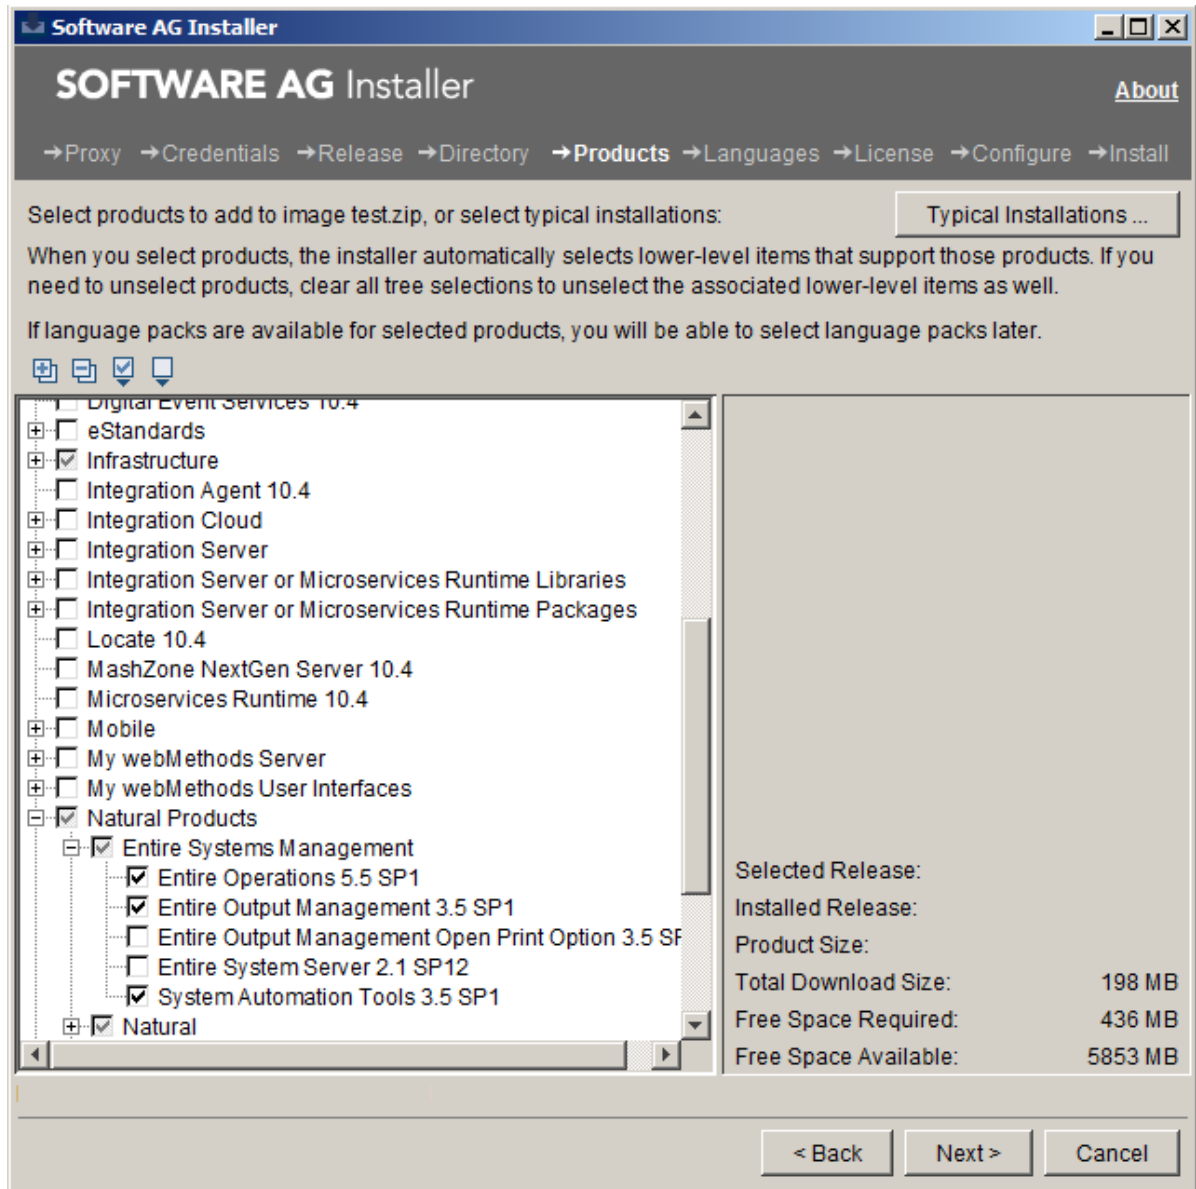 Software AG Installer
SOFTWARE AG Installer
About
→Proxy →Credentials →Release →Directory →Products →Languages →License →Configure →Install
Select products to add to image test.zip, or select typical installations:
Typical Installations ...
When you select products, the installer automatically selects lower-level items that support those products. If you
need to unselect products, clear all tree selections to unselect the associated lower-level items as well.
If language packs are available for selected products, you will be able to select language packs later.
Digital Event Services 10.4
eStandards
Infrastructure
Integration Agent 10.4
Integration Cloud
Integration Server
Integration Server or Microservices Runtime Libraries
Integration Server or Microservices Runtime Packages
Locate 10.4
MashZone NextGen Server 10.4
Microservices Runtime 10.4
Mobile
My webMethods Server
My webMethods User Interfaces
Natural Products
Entire Systems Management
Entire Operations 5.5 SP1
Entire Output Management 3.5 SP1
Entire Output Management Open Print Option 3.5 SP
Entire System Server 2.1 SP12
System Automation Tools 3.5 SP1
Natural
Selected Release:
Installed Release:
Product Size:
Total Download Size: 198 MB
Free Space Required: 436 MB
Free Space Available: 5853 MB
< Back
Next >
Cancel